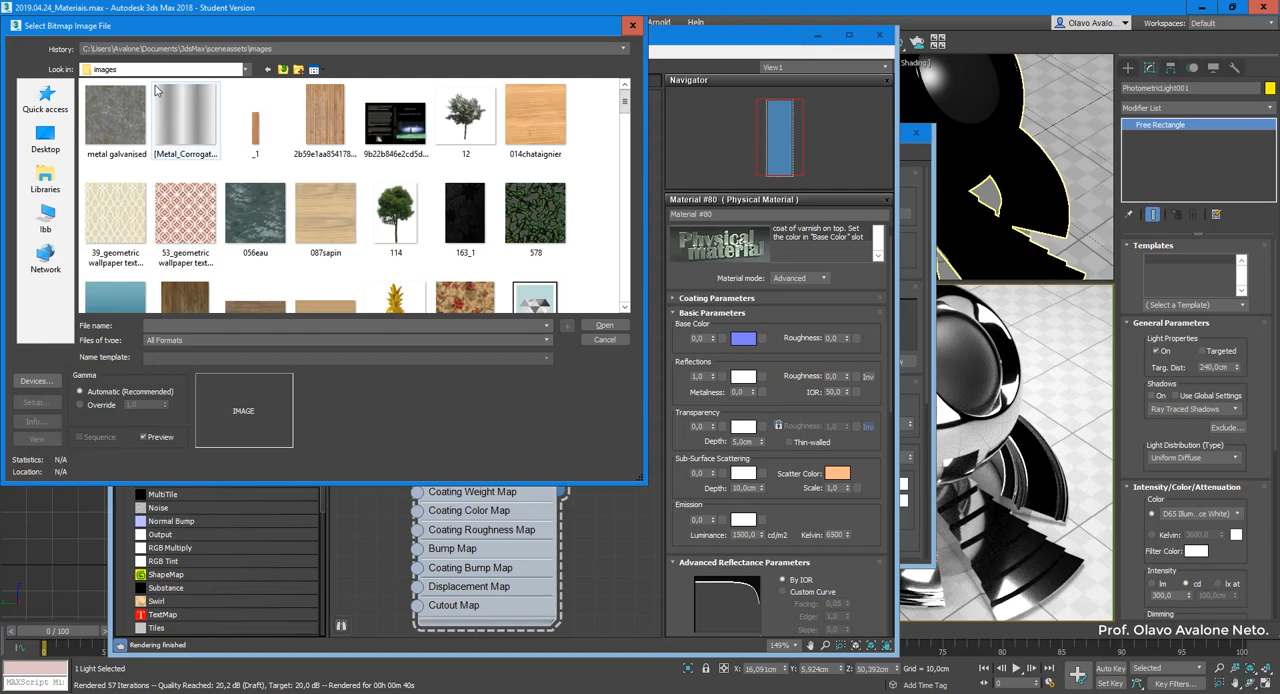 2019.04.24_Materiais.max - Autodesk 3ds Max 2018 - Student Version
Select Bitmap Image File
Arnold Help
Olavo Avalone... Workspaces: Default
History: C:\Users\Avalone\Documents\3dsMax\sceneassets\images
Look in: images
View1
Shading ]
Quick access
Desktop
Libraries
lbb
Network
metal galvanised [Metal_Corrogat... _1 2b59e1aa854178... 9b22b846e2cd5d... 12 014chataignier
39_geometric wallpaper text... 53_geometric wallpaper text... 056eau 087sapin 114 163_1 578
File name: Open
Files of type: All Formats Cancel
Name template:
Devices...
Setup...
Info...
View
Gamma
Automatic (Recommended)
Override 1,0
Sequence Preview
IMAGE
Statistics: N/A
Location: N/A
Navigator
Material #80 ( Physical Material )
Material #80
Physical material
coat of varnish on top. Set
the color in "Base Color" slot
Material mode: Advanced
Coating Parameters
Basic Parameters
Base Color
0,0 Roughness: 0,0
Reflections
1,0 Roughness: 0,0 Inv
Metalness: 0,0 IOR: 50,0
Transparency
0,0 Roughness: 1,0 Inv
Depth: 5,0cm Thin-walled
Sub-Surface Scattering
0,0 Scatter Color:
Depth: 10,0cm Scale: 1,0
Emission
0,0
Luminance: 1500,0 cd/m2 Kelvin: 6500
Advanced Reflectance Parameters
By IOR
Custom Curve
Facing: 0,05
Edge: 1,0
Slope: 5,0
149%
MultiTile
Noise
Normal Bump
Output
RGB Multiply
RGB Tint
ShapeMap
Substance
Swirl
TextMap
Tiles
Rendering finished
Coating Weight Map
Coating Color Map
Coating Roughness Map
Bump Map
Coating Bump Map
Displacement Map
Cutout Map
PhotometricLight001
Modifier List
Free Rectangle
Templates
(Select a Template)
General Parameters
Light Properties
On Targeted
Targ. Dist: 240,0cm
Shadows
On Use Global Settings
Ray Traced Shadows
Exclude...
Light Distribution (Type)
Uniform Diffuse
Intensity/Color/Attenuation
Color
D65 Illum...ce White)
Kelvin: 3600,0
Filter Color:
Intensity
lm cd lx at
300,0 100,0cm
Dimming
Prof. Olavo Avalone Neto.
0 / 100
0 75 80 85 90 95 100
MAXScript Mi
1 Light Selected
Rendered 57 Iterations -- Quality Reached: 20,2 dB (Draft), Target: 20,0 dB -- Rendered for 00h 00m 40s
X: 16,091cm Y: 5,924cm Z: 50,392cm Grid = 10,0cm
Add Time Tag
0
Auto Key Selected
Set Key Key Filters...